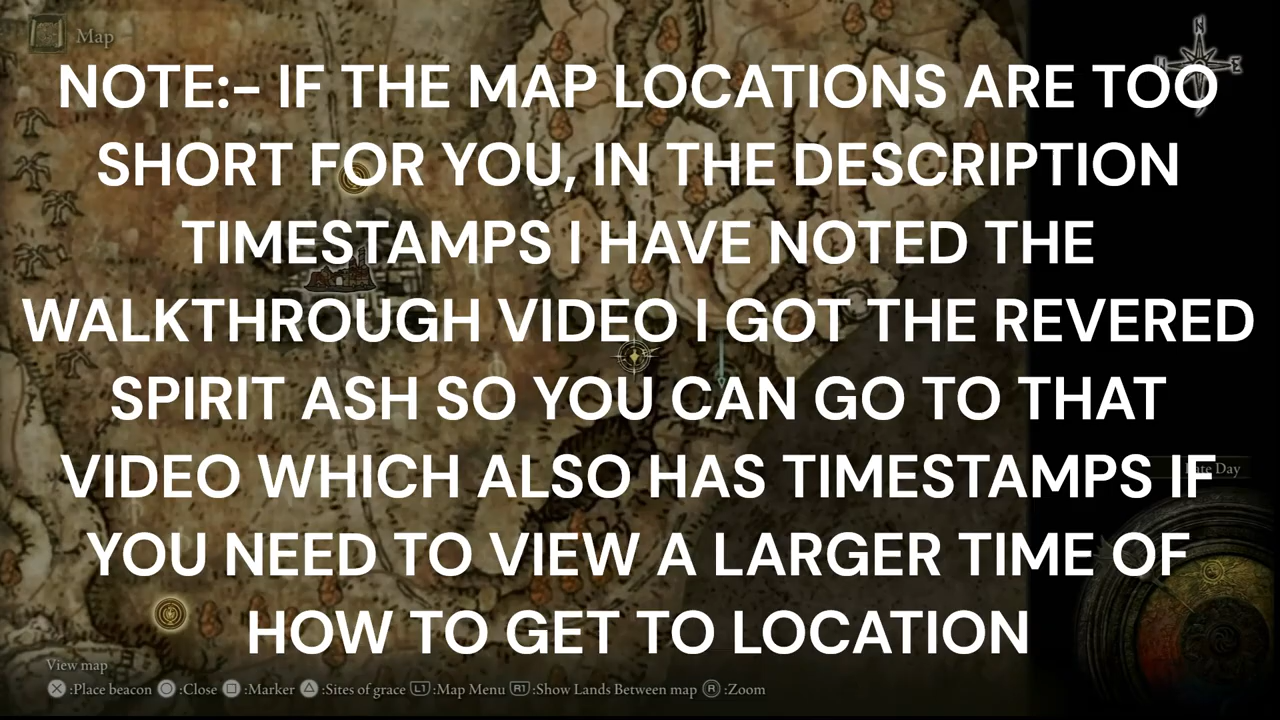 Map
N
E
NOTE:- IF THE MAP LOCATIONS ARE TOO
SHORT FOR YOU, IN THE DESCRIPTION
TIMESTAMPS I HAVE NOTED THE
WALKTHROUGH VIDEO I GOT THE REVERED
SPIRIT ASH SO YOU CAN GO TO THAT
VIDEO WHICH ALSO HAS TIMESTAMPS IF
YOU NEED TO VIEW A LARGER TIME OF
HOW TO GET TO LOCATION
Day
View map
:Place beacon :Close :Marker :Sites of grace L1:Map Menu R1:Show Lands Between map R:Zoom